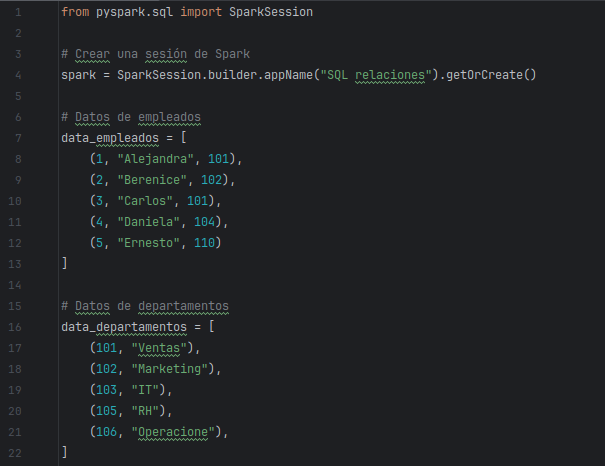 1 from pyspark.sql import SparkSession
2
3 # Crear una sesión de Spark
4 spark = SparkSession.builder.appName("SQL relaciones").getOrCreate()
5
6 # Datos de empleados
7 data_empleados = [
8     (1, "Alejandra", 101),
9     (2, "Berenice", 102),
10     (3, "Carlos", 101),
11     (4, "Daniela", 104),
12     (5, "Ernesto", 110)
13 ]
14
15 # Datos de departamentos
16 data_departamentos = [
17     (101, "Ventas"),
18     (102, "Marketing"),
19     (103, "IT"),
20     (105, "RH"),
21     (106, "Operacione"),
22 ]